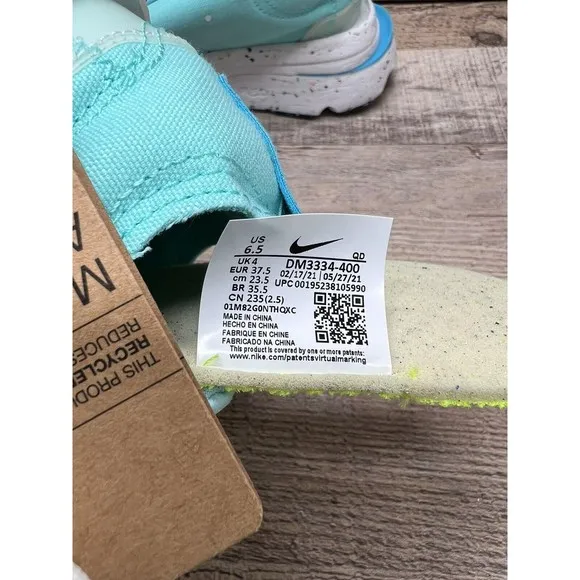 US
6.5
UK 4
EUR 37.5
cm 23.5
BR 35.5
CN 235(2.5)
QD
DM3334-400
02/17/21 05/27/21
UPC 00195238105990
01M82G0NTHQXC
MADE IN CHINA
HECHO EN CHINA
FABRIQUE EN CHINE
FABRICADO NA CHINA
This product is covered by one or more patents:
www.nike.com/patentsvirtualmarking
M
A
THIS PRODU
RECYCLE
REDUCES